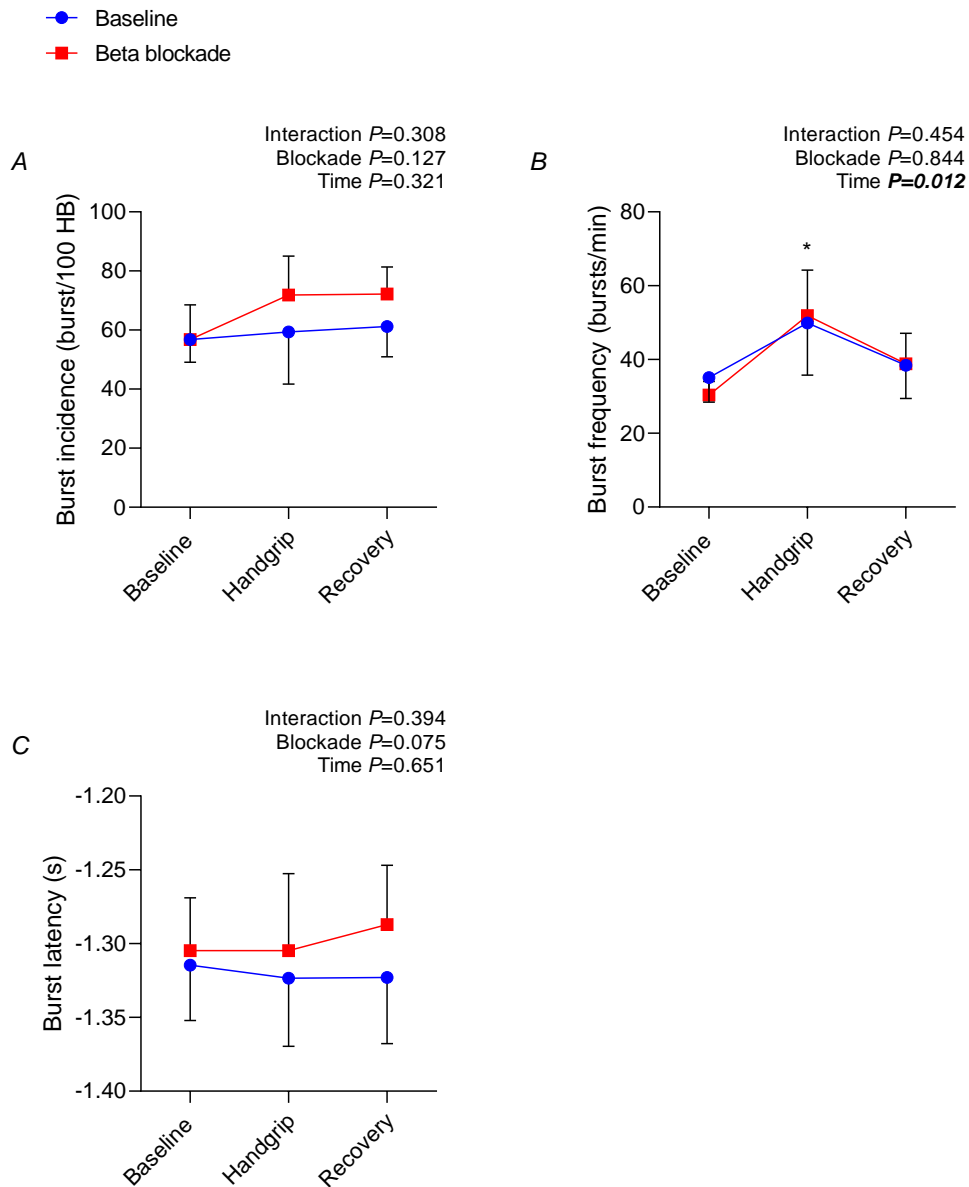 Baseline
Beta blockade
A
Interaction P=0.308
Blockade P=0.127
Time P=0.321
Burst incidence (burst/100 HB)
100
80
60
40
20
0
Baseline
Handgrip
Recovery
B
Interaction P=0.454
Blockade P=0.844
Time P=0.012
Burst frequency (bursts/min)
80
60
40
20
0
*
Baseline
Handgrip
Recovery
C
Interaction P=0.394
Blockade P=0.075
Time P=0.651
Burst latency (s)
-1.20
-1.25
-1.30
-1.35
-1.40
Baseline
Handgrip
Recovery